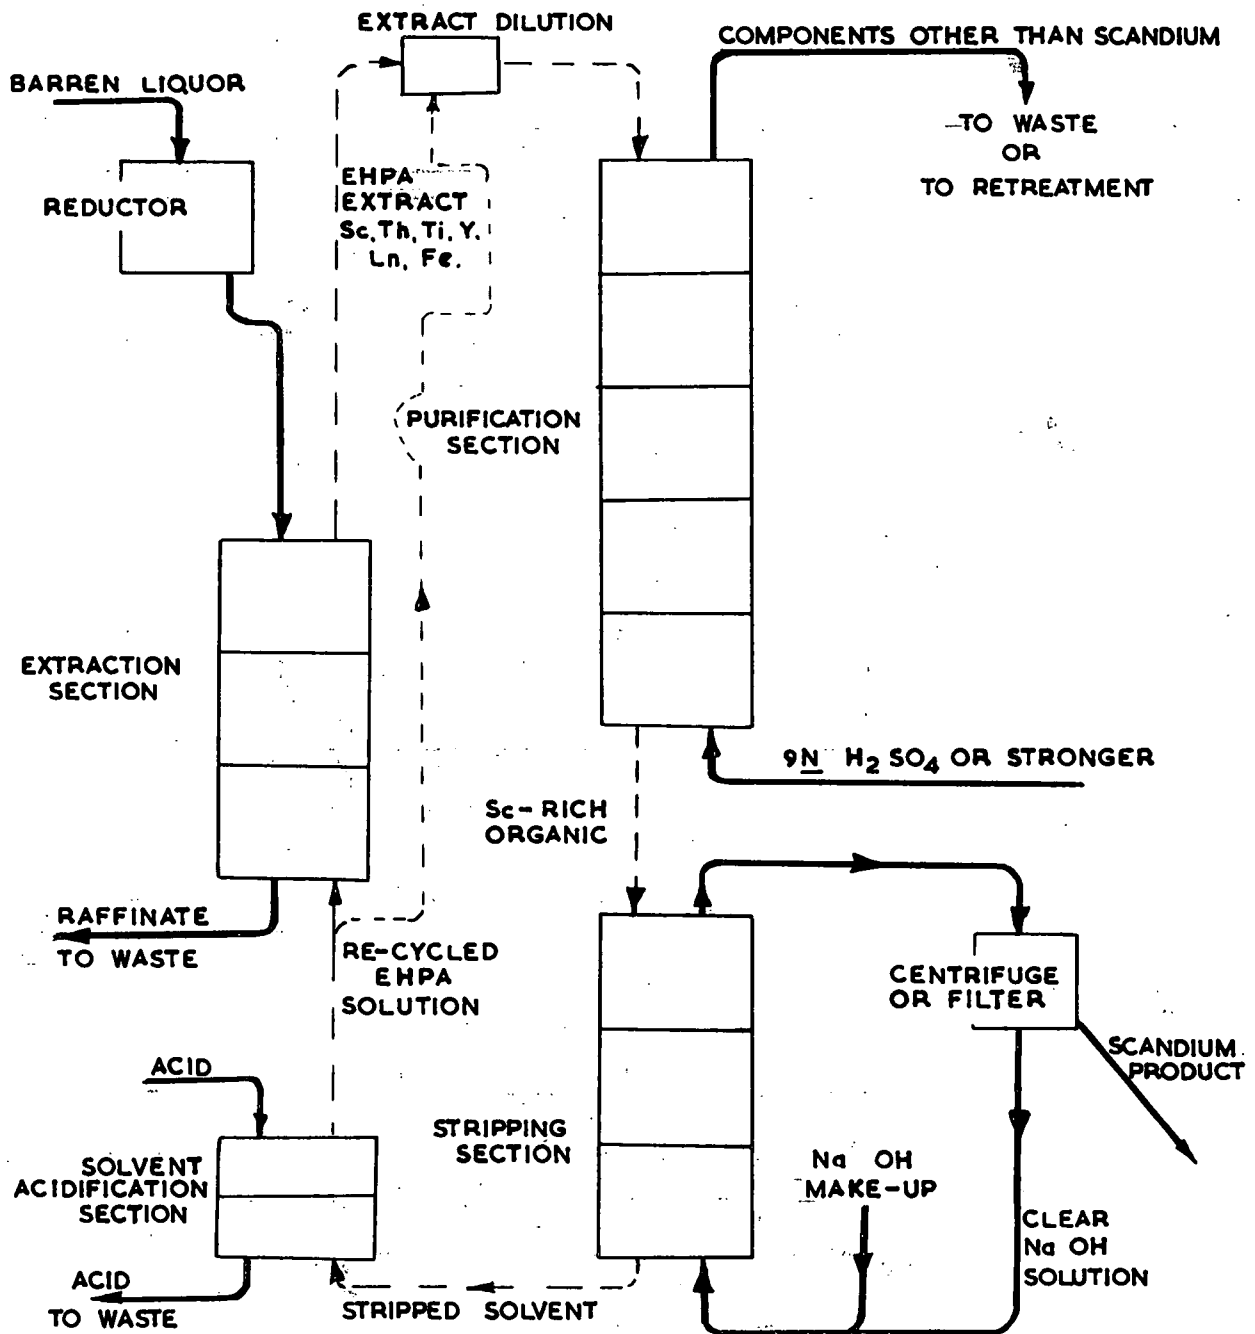 EXTRACT DILUTION
COMPONENTS OTHER THAN SCANDIUM
BARREN LIQUOR
TO WASTE
OR
TO RETREATMENT
REDUCTOR
EHPA
EXTRACT
Sc, Th, Ti, Y.
Ln, Fe.
PURIFICATION
SECTION
EXTRACTION
SECTION
9N H2SO4 OR STRONGER
Sc-RICH
ORGANIC
RAFFINATE
TO WASTE
RE-CYCLED
EHPA
SOLUTION
CENTRIFUGE
OR FILTER
SCANDIUM
PRODUCT
ACID
STRIPPING
SECTION
SOLVENT
ACIDIFICATION
SECTION
Na OH
MAKE-UP
CLEAR
Na OH
SOLUTION
ACID
TO WASTE
STRIPPED SOLVENT